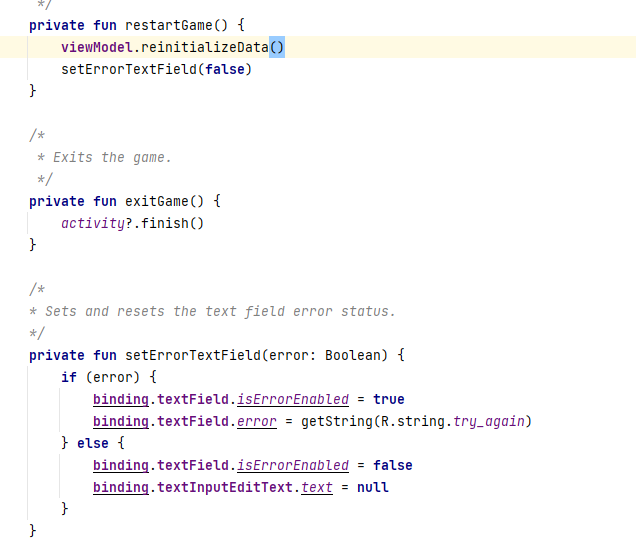 */
private fun restartGame() {
viewModel.reinitializeData()
setErrorTextField(false)
}
/*
* Exits the game.
*/
private fun exitGame() {
activity?.finish()
}
/*
* Sets and resets the text field error status.
*/
private fun setErrorTextField(error: Boolean) {
if (error) {
binding.textField.isErrorEnabled = true
binding.textField.error = getString(R.string.try_again)
} else {
binding.textField.isErrorEnabled = false
binding.textInputEditText.text = null
}
}